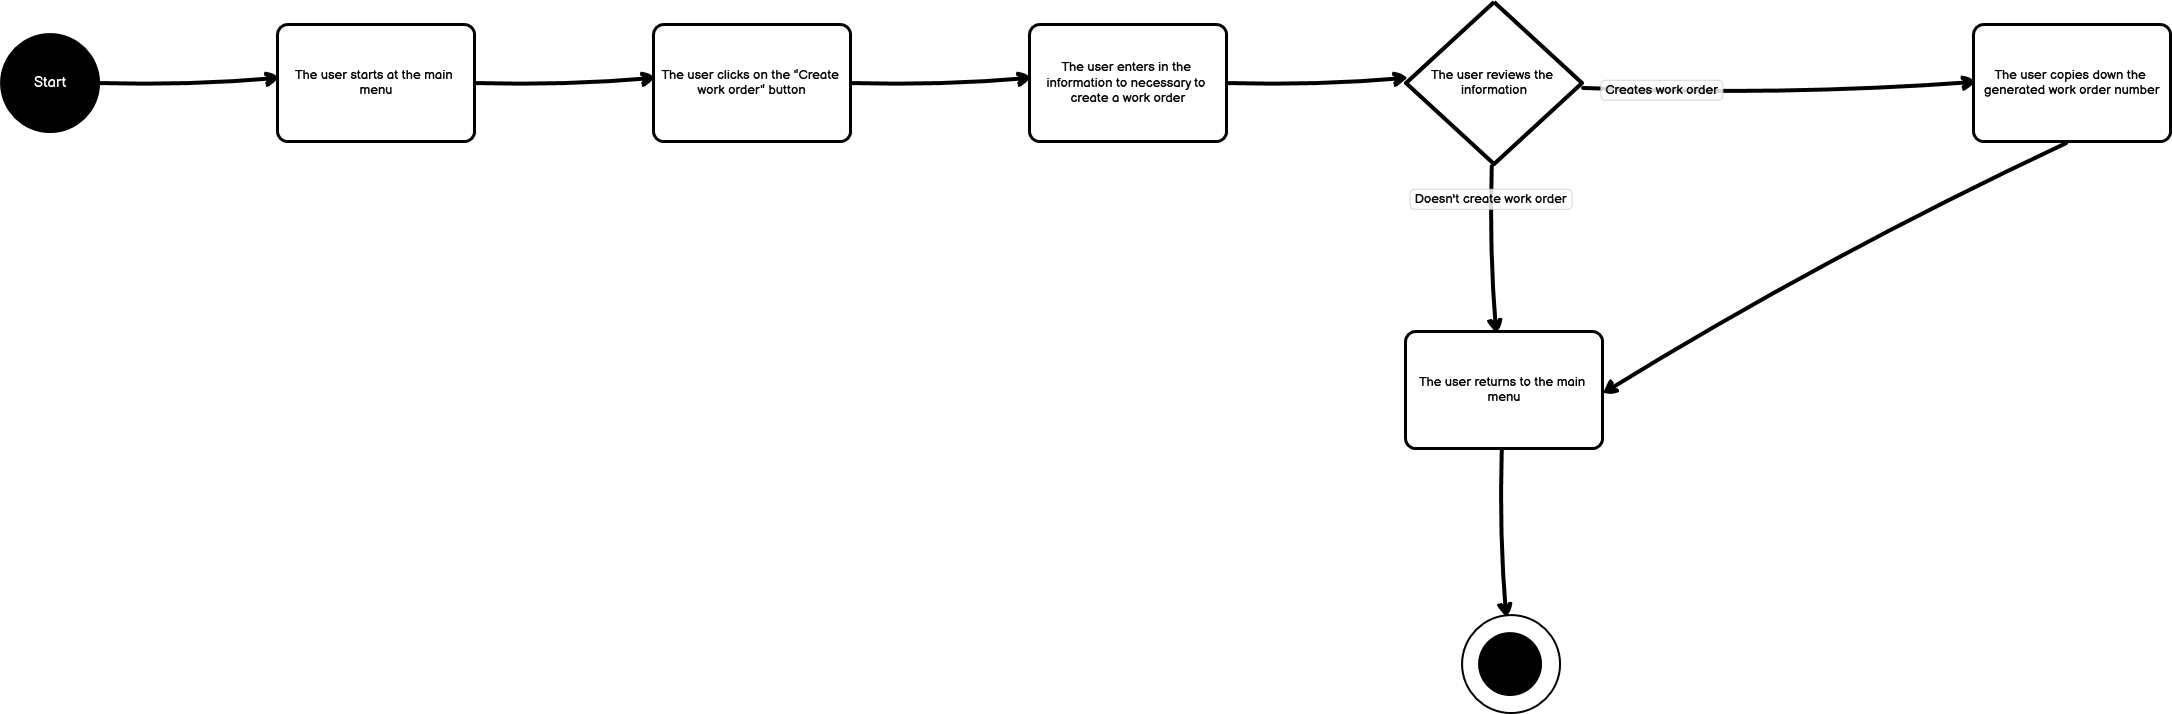 Start
The user starts at the main
menu
The user clicks on the "Create
work order" button
The user enters in the
information to necessary to
create a work order
The user reviews the
information
Creates work order
The user copies down the
generated work order number
Doesn't create work order
The user returns to the main
menu